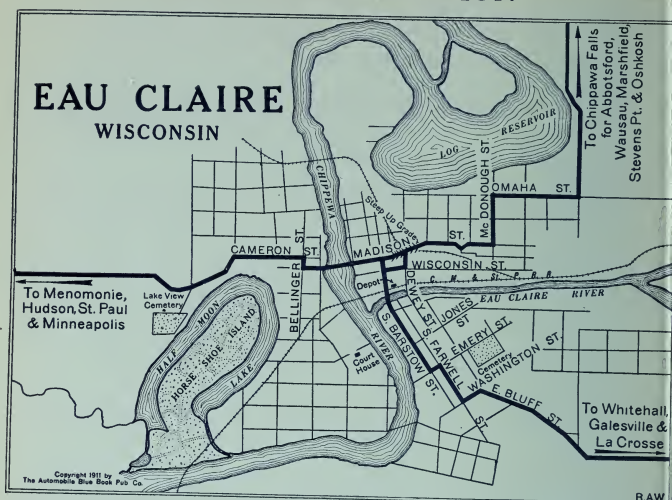 EAU CLAIRE
WISCONSIN
To Chippawa Falls
for Abbotsford,
Wausau, Marshfield,
Stevens Pt. & Oshkosh
LOG RESERVOIR
CHIPPEWA
McDONOUGH ST.
OMAHA ST.
Steep Up Grade
CAMERON ST.
MADISON ST.
WISCONSIN ST.
C. M. & St. P. R. R.
To Menomonie,
Hudson, St. Paul
& Minneapolis
Lake View
Cemetery
BELLINGER ST.
Depot
DEWEY ST.
EAU CLAIRE RIVER
JONES ST
HALF MOON LAKE
HORSE SHOE ISLAND
RIVER
Court
House
S. BARSTOW ST.
S. FARWELL ST.
EMERY ST.
Cemetery
WASHINGTON ST.
E. BLUFF ST.
To Whitehall,
Galesville &
La Crosse
Copyright 1911 by
The Automobile Blue Book Pub Co.